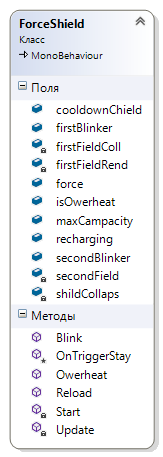 ForceShield
Класс
MonoBehaviour
Поля
cooldownChield
firstBlinker
firstFieldColl
firstFieldRend
force
isOwerheat
maxCampacity
recharging
secondBlinker
secondField
shildCollaps
Методы
Blink
OnTriggerStay
Owerheat
Reload
Start
Update